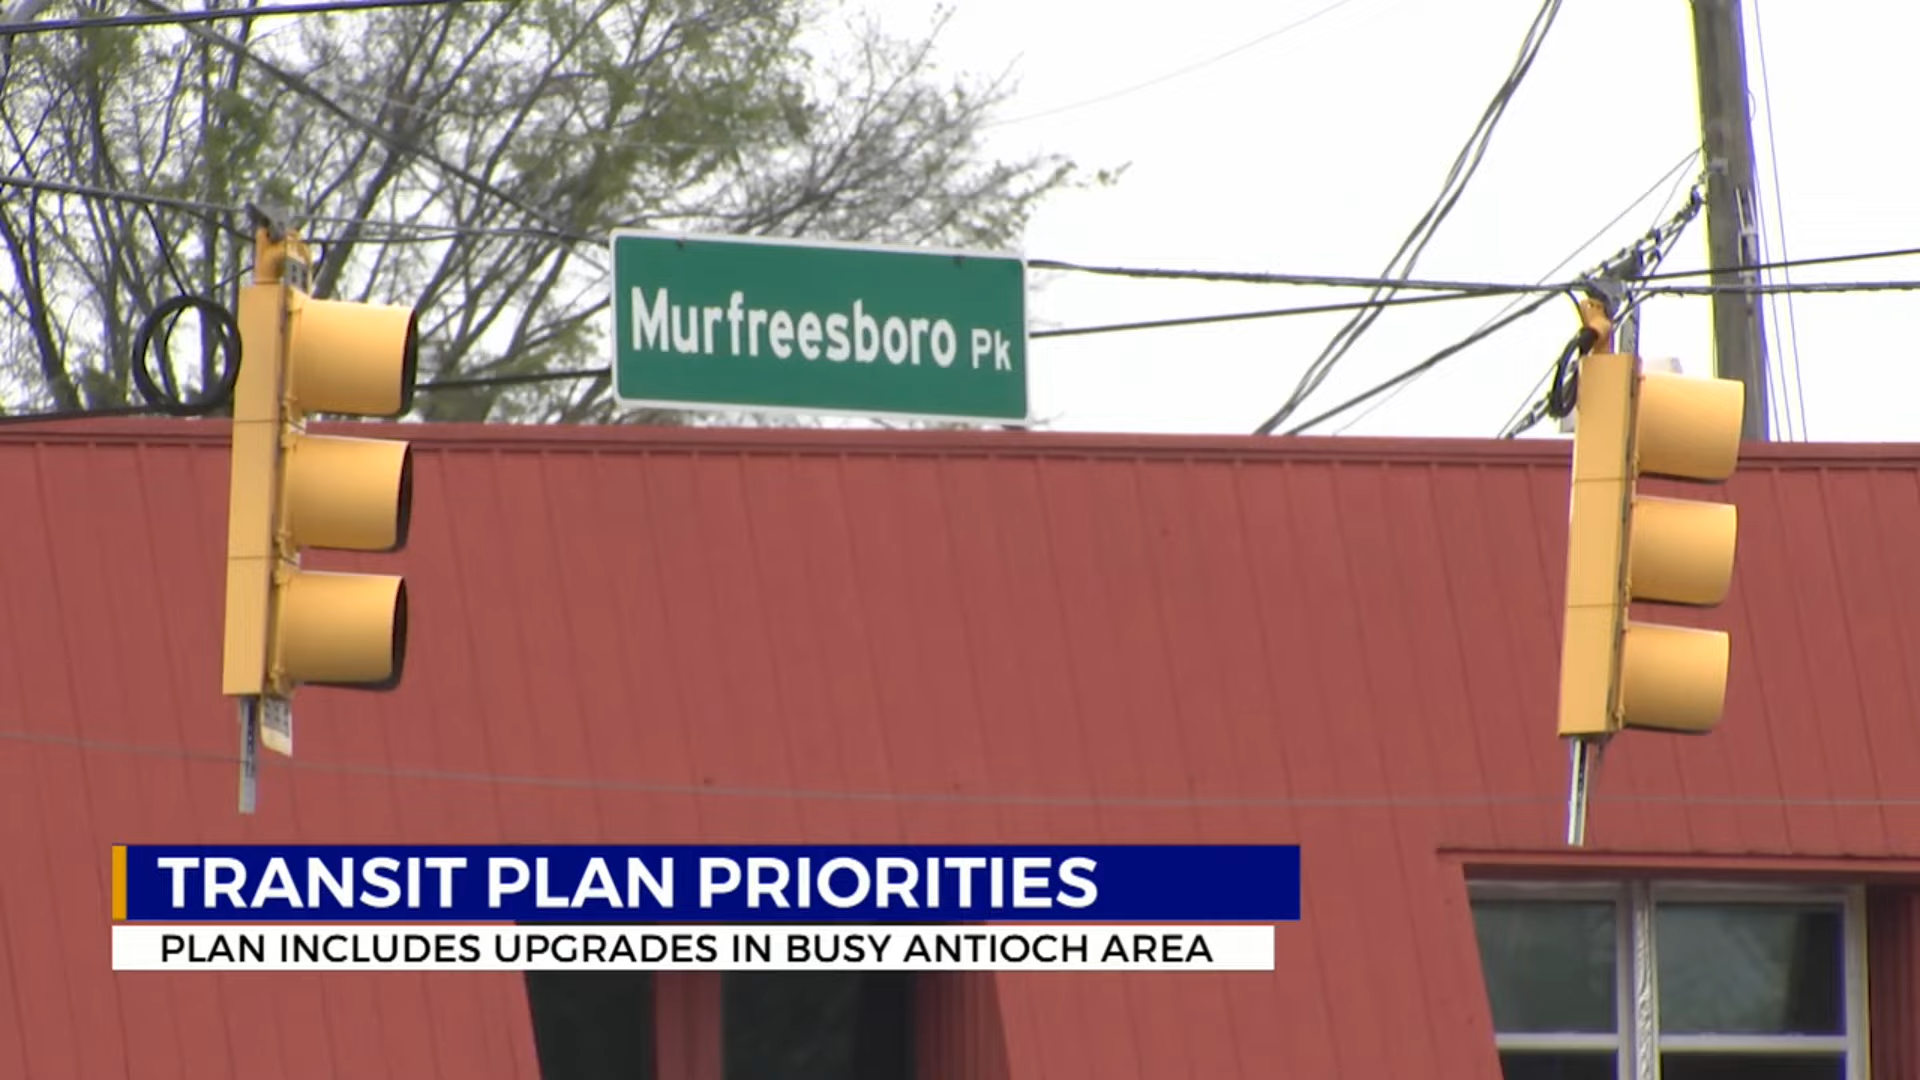 Murfreesboro Pk
TRANSIT PLAN PRIORITIES
PLAN INCLUDES UPGRADES IN BUSY ANTIOCH AREA